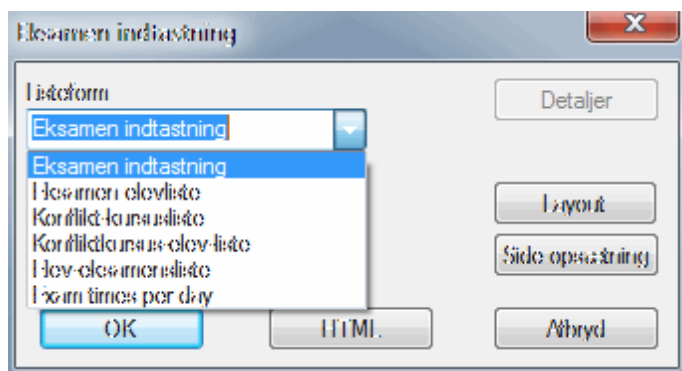 Eksamen indtastning
Listeform
Eksamen indtastning
Detaljer
Eksamen indtastning
Eksamen elevliste
Konflikt-kursusliste
Konfliktkursus-elev-liste
Elev-eksamensliste
Exam times per day
Layout
Side opsætning
OK
HTML
Afbryd